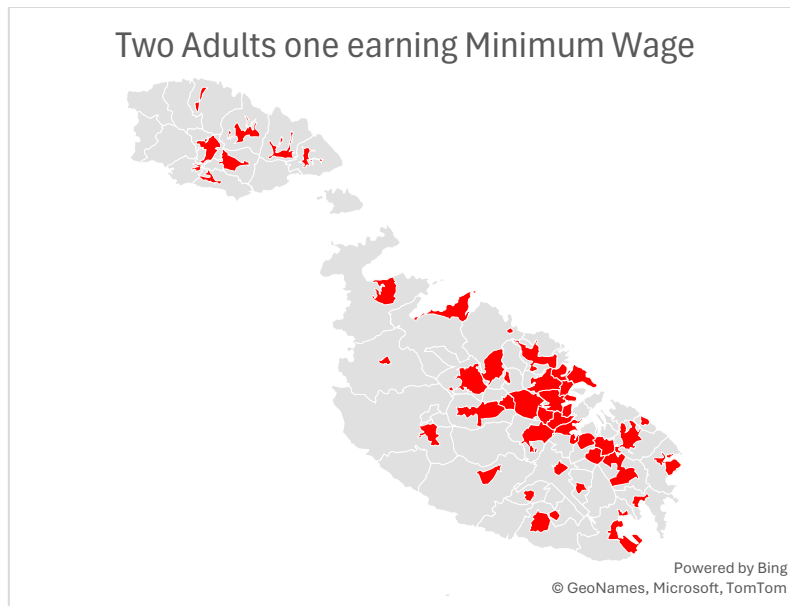 Two Adults one earning Minimum Wage
Powered by Bing
© GeoNames, Microsoft, TomTom